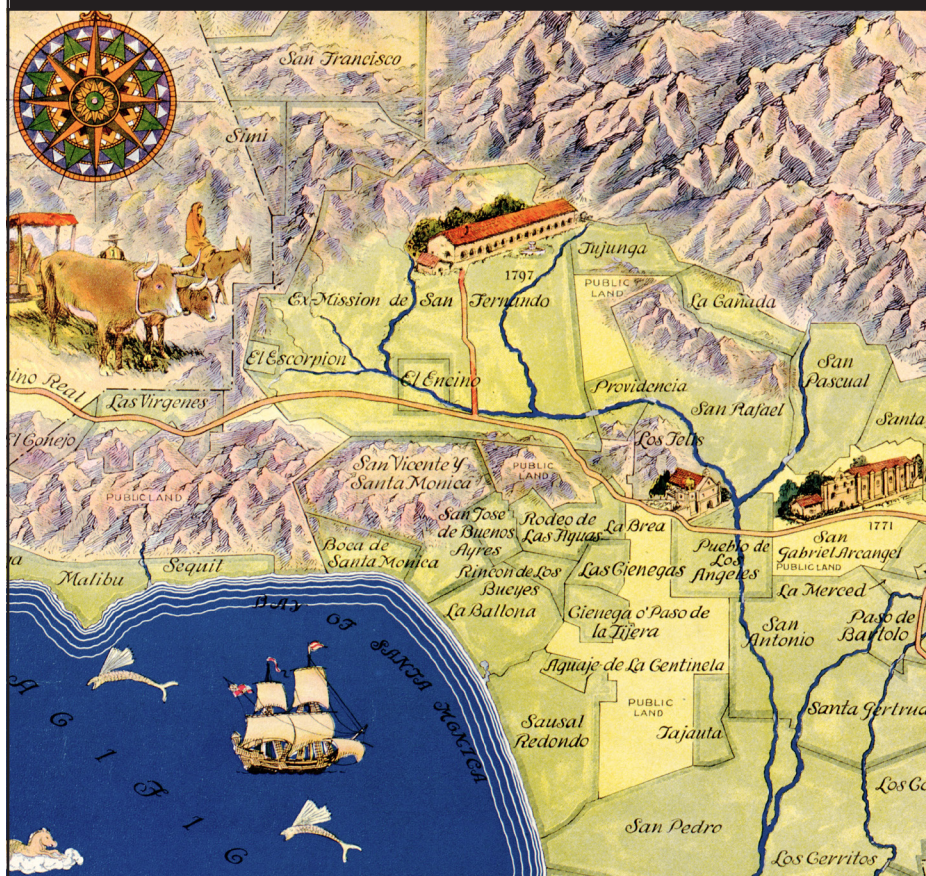 San Francisco
Simi
Tujunga
1797
PUBLIC
LAND
Ex-Mission de San Fernando
La Cañada
El Escorpion
El Encino
San
Pascual
ino Real
Las Virgenes
Providencia
San Rafael
Santa
El Conejo
Los Felis
San Vicente Y
Santa Monica
PUBLIC
LAND
PUBLIC LAND
San Jose
de Buenos
Ayres
Rodeo de
Las Aguas
La Brea
1771
San
Gabriel Arcangel
PUBLIC LAND
Boca de
Santa Monica
Pueblo de
Los
Angeles
Malibu
Sequit
Rincon de Los
Bueyes
Las Cienegas
La Merced
La Ballona
Cienega o' Paso de
la Tijera
San
Antonio
Paso de
Bartolo
BAY
OF
SANTA MONICA
Aguaje de La Centinela
PUBLIC
LAND
Santa Gertrud
Sausal
Redondo
Tajauta
A
C
I
F
I
C
Los Co
San Pedro
Los Cerritos